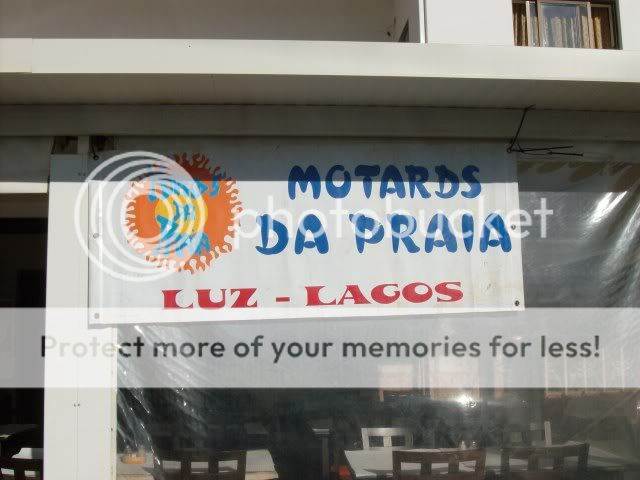 MOTARDS
DA PRAIA
LUZ - LAGOS
photobucket
Protect more of your memories for less!